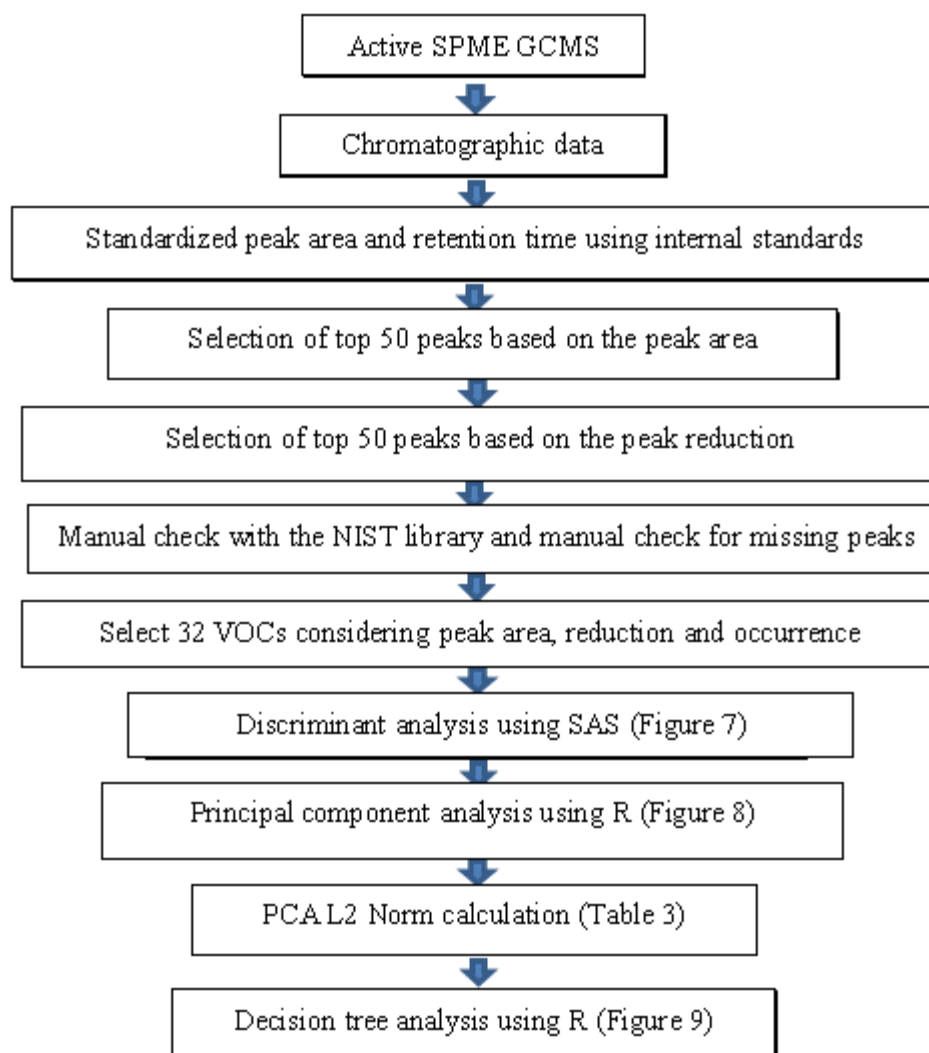 Active SPME GCMS
Chromatographic data
Standardized peak area and retention time using internal standards
Selection of top 50 peaks based on the peak area
Selection of top 50 peaks based on the peak reduction
Manual check with the NIST library and manual check for missing peaks
Select 32 VOCs considering peak area, reduction and occurrence
Discriminant analysis using SAS (Figure 7)
Principal component analysis using R (Figure 8)
PCA L2 Norm calculation (Table 3)
Decision tree analysis using R (Figure 9)